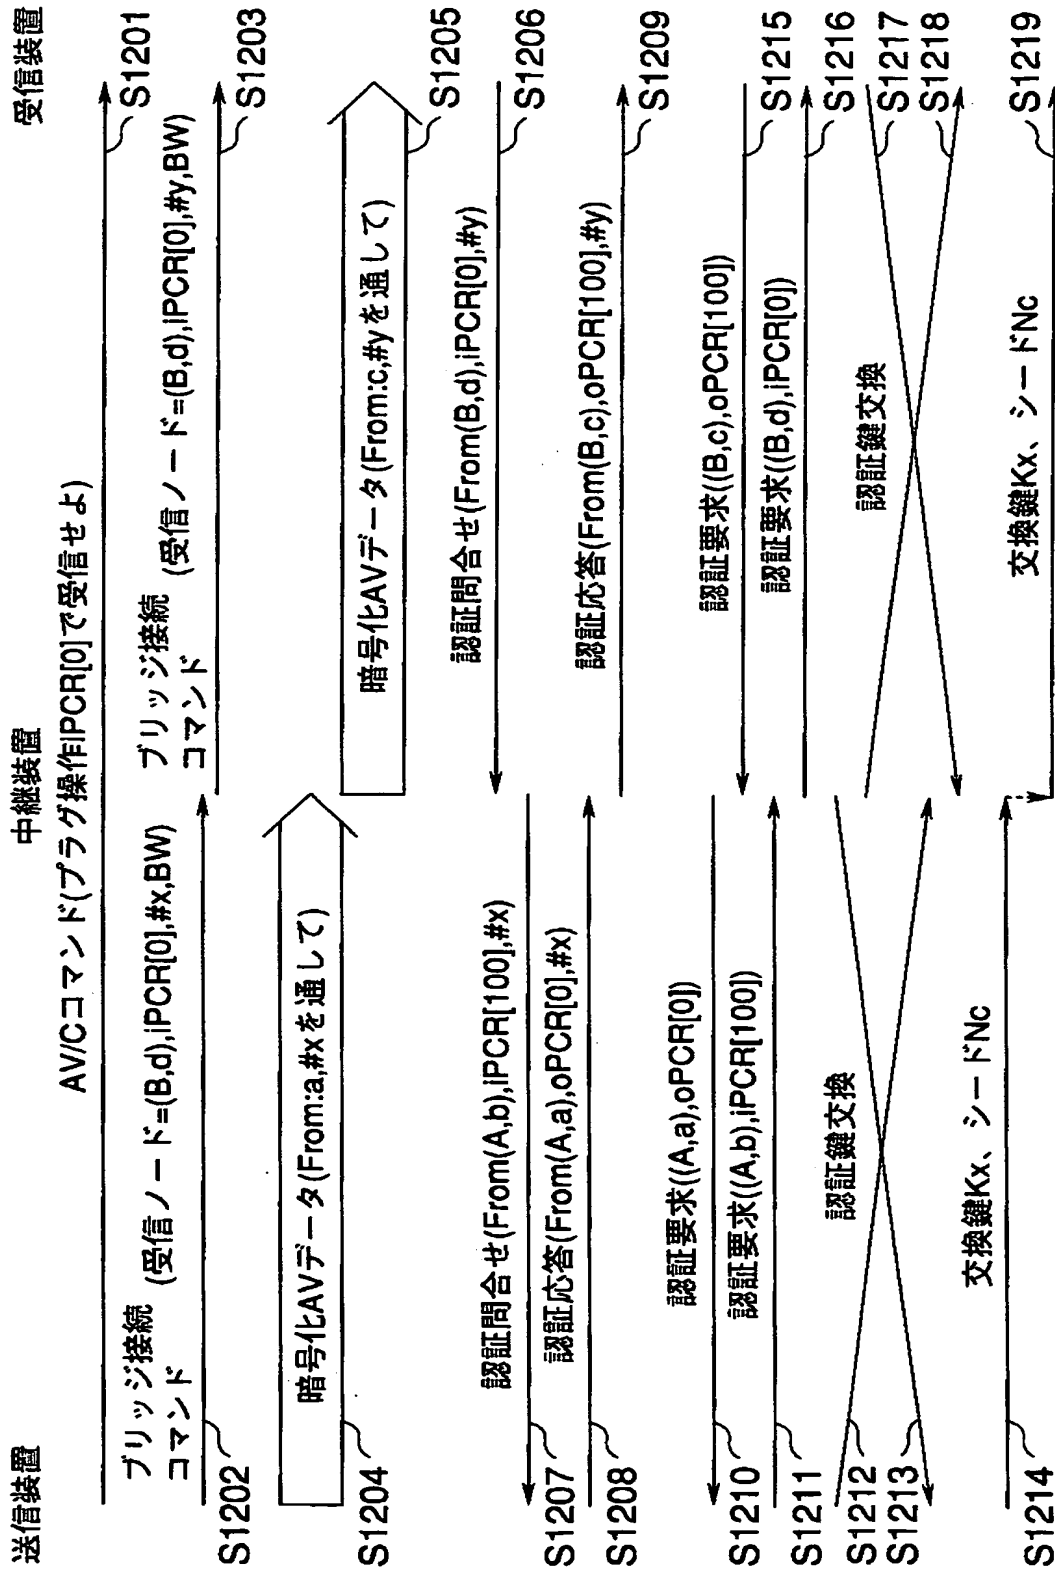 送信装置
中継装置
受信装置
AV/Cコマンド(プラグ操作iPCR[0]で受信せよ)
S1201
ブリッジ接続
コマンド
(受信ノード=(B,d),iPCR[0],#x,BW)
S1202
ブリッジ接続
コマンド
(受信ノード=(B,d),iPCR[0],#y,BW)
S1203
暗号化AVデータ(From:a,#xを通して)
S1204
暗号化AVデータ(From:c,#yを通して)
S1205
認証問合せ(From(B,d),iPCR[0],#y)
S1206
認証問合せ(From(A,b),iPCR[100],#x)
S1207
認証応答(From(A,a),oPCR[0],#x)
S1208
認証応答(From(B,c),oPCR[100],#y)
S1209
認証要求((A,a),oPCR[0])
S1210
認証要求((A,b),iPCR[100])
S1211
認証鍵交換
S1212
S1213
交換鍵Kx、シードNc
S1214
認証要求((B,c),oPCR[100])
S1215
認証要求((B,d),iPCR[0])
S1216
認証鍵交換
S1217
S1218
交換鍵Kx、シードNc
S1219